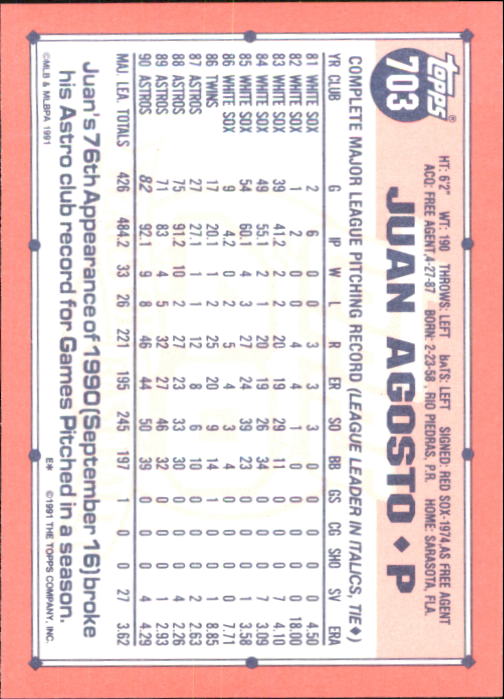 TOPPS®
703
HT: 6'2" WT: 190 THROWS: LEFT BATS: LEFT SIGNED: RED SOX-1974,AS FREE AGENT
ACQ: FREE AGENT,4-27-87 BORN: 2-23-58, RIO PIEDRAS, P.R. HOME: SARASOTA, FLA.
JUAN AGOSTO ♦ P
COMPLETE MAJOR LEAGUE PITCHING RECORD (LEAGUE LEADER IN ITALICS, TIE♦)
YR CLUB G IP W L R ER SO BB GS CG SHO SV ERA
81 WHITE SOX 2 6 0 0 3 3 3 0 0 0 0 0 4.50
82 WHITE SOX 1 2 0 0 4 4 1 0 0 0 0 0 18.00
83 WHITE SOX 39 41.2 2 2 20 19 29 11 0 0 0 7 4.10
84 WHITE SOX 49 55.1 2 1 20 19 26 34 0 0 0 7 3.09
85 WHITE SOX 54 60.1 4 3 27 24 39 23 0 0 0 1 3.58
86 WHITE SOX 9 4.2 0 2 5 4 3 4 0 0 0 0 7.71
86 TWINS 17 20.1 1 2 25 20 9 14 1 0 0 1 8.85
87 ASTROS 27 27.1 1 1 12 8 6 10 0 0 0 2 2.63
88 ASTROS 75 91.2 10 2 27 23 33 30 0 0 0 4 2.26
89 ASTROS 71 83 4 5 32 27 46 32 0 0 0 1 2.93
90 ASTROS 82 92.1 9 8 46 44 50 39 0 0 0 4 4.29
MAJ. LEA. TOTALS 426 484.2 33 26 221 195 245 197 1 0 0 27 3.62
Juan's 76th Appearance of 1990(September 16)broke
his Astro club record for Games Pitched in a season.
©MLB & MLBPA 1991 E* ©1991 THE TOPPS COMPANY, INC.